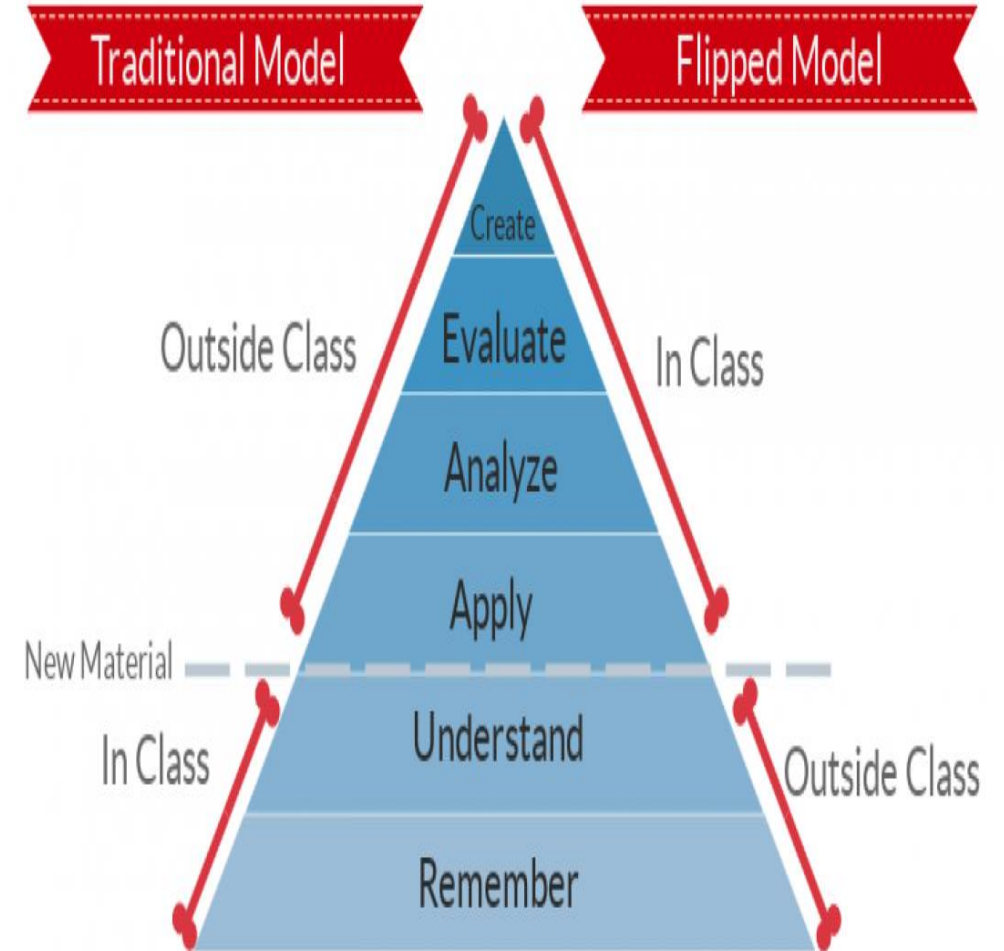 Traditional Model
Flipped Model
Create
Evaluate
Outside Class
In Class
Analyze
Apply
New Material
Understand
In Class
Outside Class
Remember